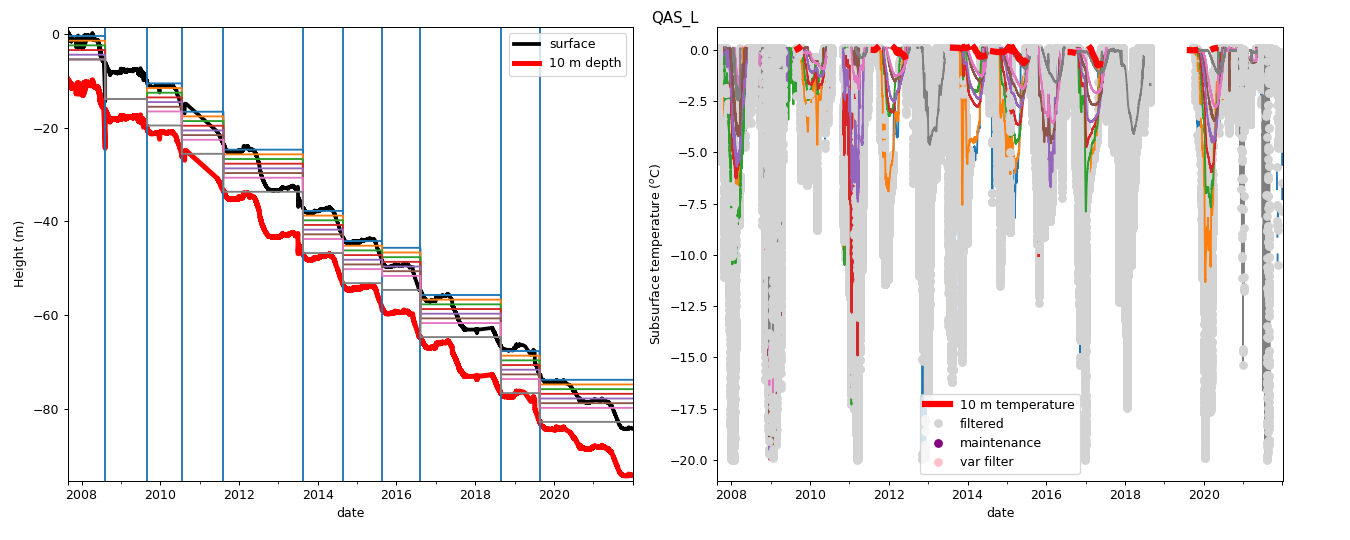 QAS_L
0
−20
−40
−60
−80
Height (m)
surface
10 m depth
2008 2010 2012 2014 2016 2018 2020
date
0.0
−2.5
−5.0
−7.5
−10.0
−12.5
−15.0
−17.5
−20.0
Subsurface temperature (°C)
10 m temperature
filtered
maintenance
var filter
2008 2010 2012 2014 2016 2018 2020
date